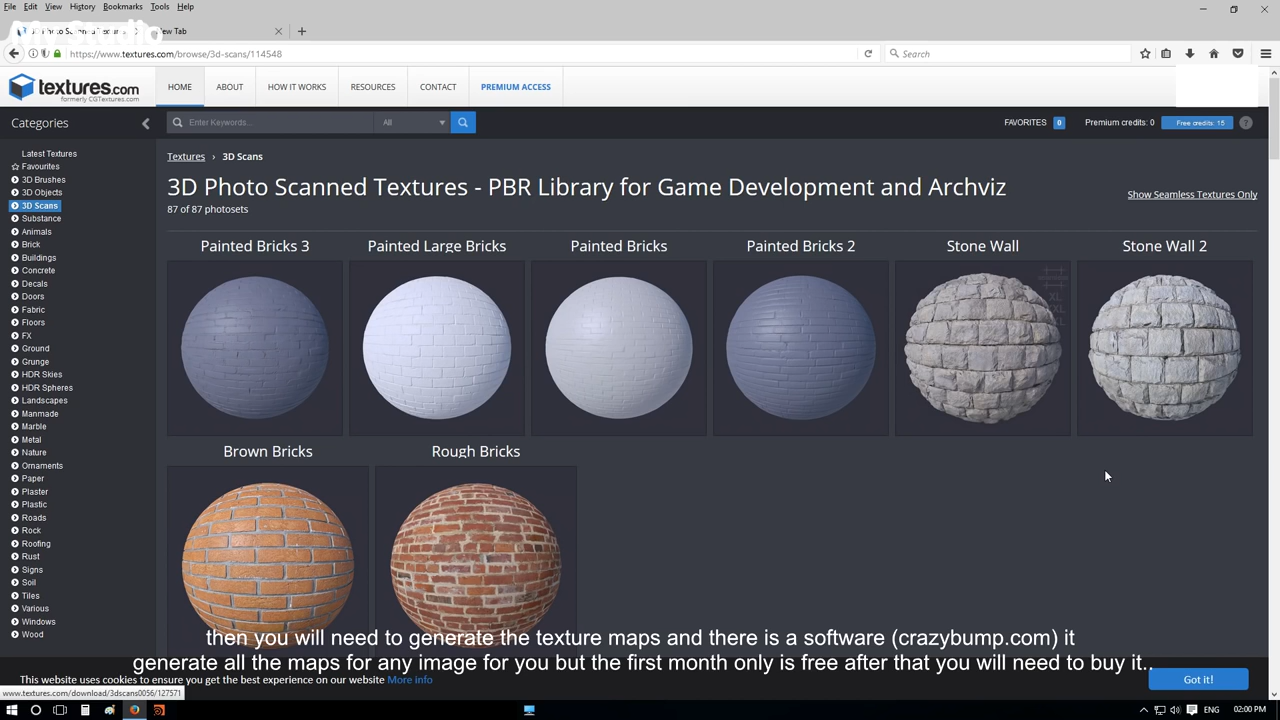 File Edit View History Bookmarks Tools Help
3D Photo Scanned Textures
New Tab
https://www.textures.com/browse/3d-scans/114548
Search
textures.com
formerly CGTextures.com
HOME ABOUT HOW IT WORKS RESOURCES CONTACT PREMIUM ACCESS
Categories
Enter Keywords...
All
FAVORITES 0 Premium credits: 0 Free credits: 15 ?
Latest Textures
Favourites
3D Brushes
3D Objects
3D Scans
Substance
Animals
Brick
Buildings
Concrete
Decals
Doors
Fabric
Floors
FX
Ground
Grunge
HDR Skies
HDR Spheres
Landscapes
Manmade
Marble
Metal
Nature
Ornaments
Paper
Plaster
Plastic
Roads
Rock
Roofing
Rust
Signs
Soil
Tiles
Various
Windows
Wood
Textures › 3D Scans
3D Photo Scanned Textures - PBR Library for Game Development and Archviz
87 of 87 photosets
Show Seamless Textures Only
Painted Bricks 3 Painted Large Bricks Painted Bricks Painted Bricks 2 Stone Wall Stone Wall 2
XL
Brown Bricks Rough Bricks
then you will need to generate the texture maps and there is a software (crazybump.com) it
generate all the maps for any image for you but the first month only is free after that you will need to buy it..
This website uses cookies to ensure you get the best experience on our website More info
Got it!
www.textures.com/download/3dscans0056/127571
02:00 PM